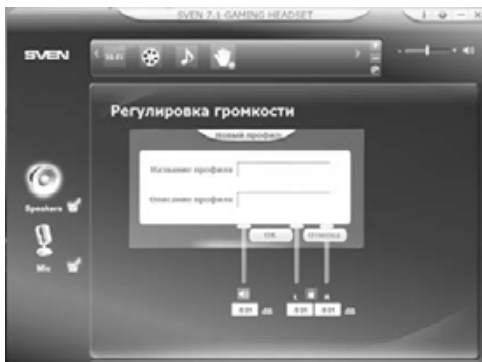 SVEN 7.1 GAMING HEADSET
SVEN
Регулировка громкости
Новый профиль
Название профиля
Описание профиля
OK
Отмена
Speakers
Mic
L R
dB
dB